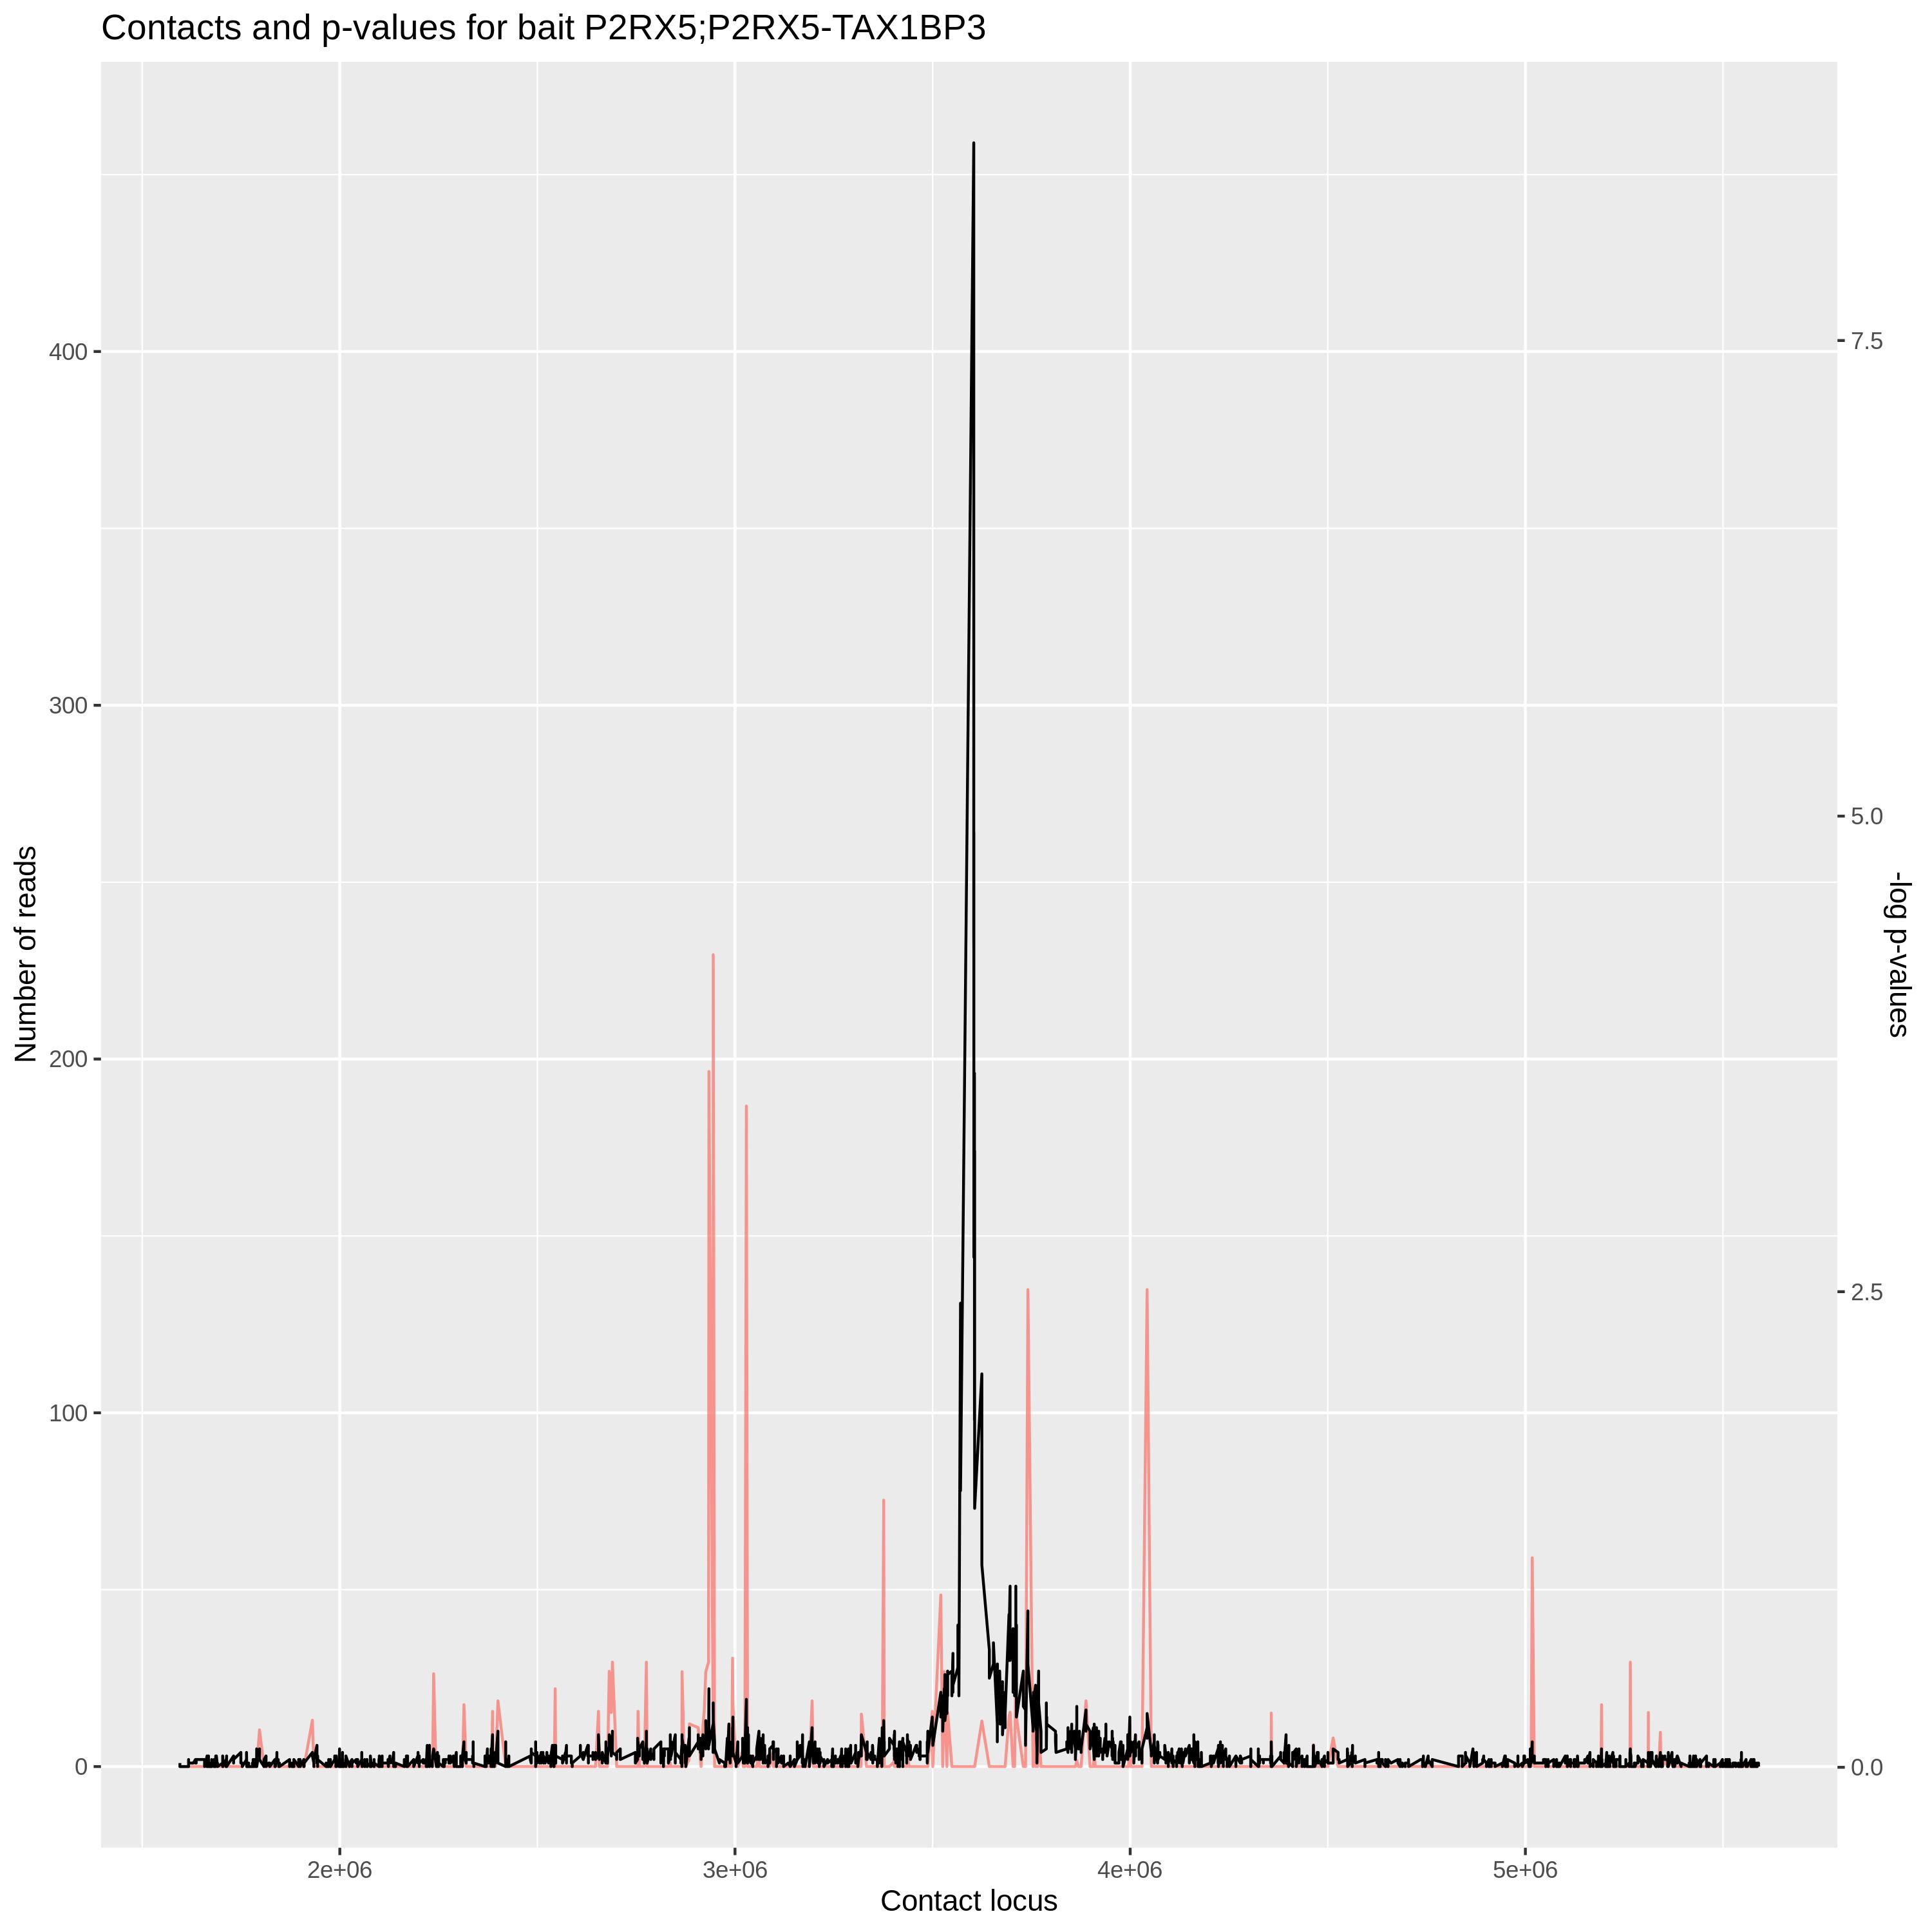 Contacts and p-values for bait P2RX5;P2RX5-TAX1BP3
400
300
200
100
0
7.5
5.0
2.5
0.0
Number of reads
-log p-values
2e+06
3e+06
4e+06
5e+06
Contact locus